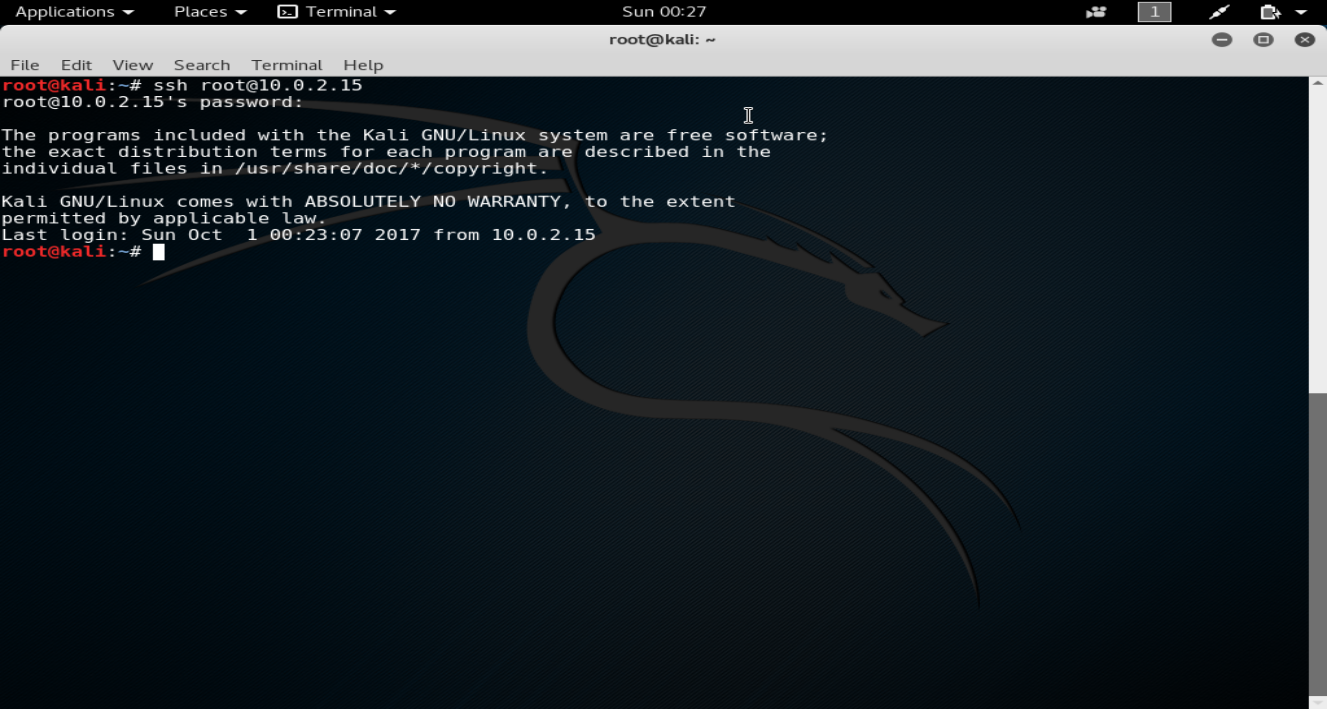 Applications Places Terminal Sun 00:27 1
root@kali: ~
File Edit View Search Terminal Help
root@kali:~# ssh root@10.0.2.15
root@10.0.2.15's password:
The programs included with the Kali GNU/Linux system are free software;
the exact distribution terms for each program are described in the
individual files in /usr/share/doc/*/copyright.
Kali GNU/Linux comes with ABSOLUTELY NO WARRANTY, to the extent
permitted by applicable law.
Last login: Sun Oct  1 00:23:07 2017 from 10.0.2.15
root@kali:~#